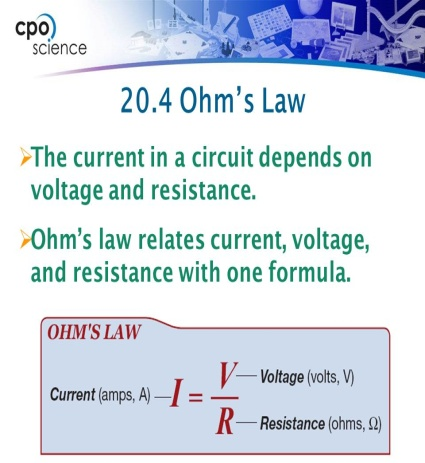 cpo
science
20.4 Ohm's Law
➢The current in a circuit depends on
voltage and resistance.
➢Ohm's law relates current, voltage,
and resistance with one formula.
OHM'S LAW
Current (amps, A) — I = V — Voltage (volts, V)
R — Resistance (ohms, Ω)